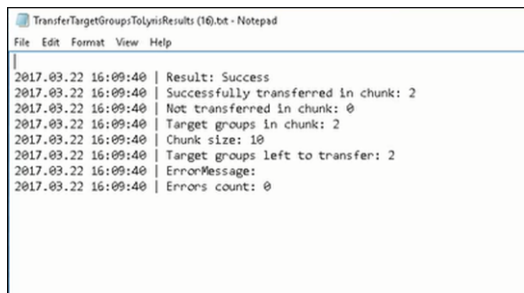 TransferTargetGroupsToLyrisResults (16).txt - Notepad
File Edit Format View Help
2017.03.22 16:09:40 | Result: Success
2017.03.22 16:09:40 | Successfully transferred in chunk: 2
2017.03.22 16:09:40 | Not transferred in chunk: 0
2017.03.22 16:09:40 | Target groups in chunk: 2
2017.03.22 16:09:40 | Chunk size: 10
2017.03.22 16:09:40 | Target groups left to transfer: 2
2017.03.22 16:09:40 | ErrorMessage:
2017.03.22 16:09:40 | Errors count: 0